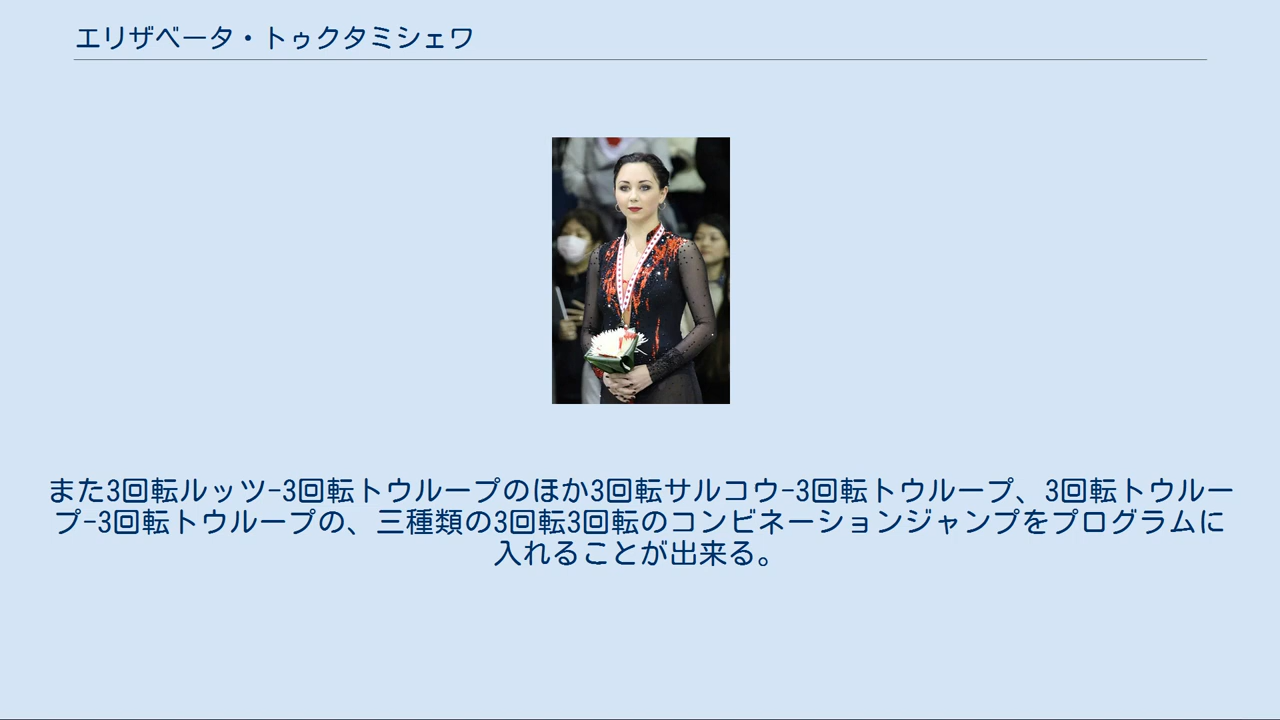 エリザベータ・トゥクタミシェワ
また3回転ルッツ-3回転トウループのほか3回転サルコウ-3回転トウループ、3回転トウルー
プ-3回転トウループの、三種類の3回転3回転のコンビネーションジャンプをプログラムに
入れることが出来る。